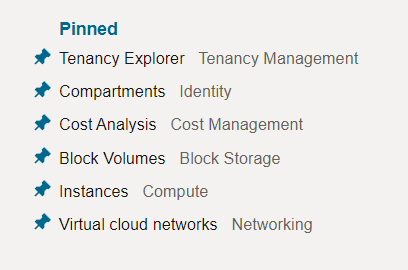 Pinned
Tenancy Explorer Tenancy Management
Compartments Identity
Cost Analysis Cost Management
Block Volumes Block Storage
Instances Compute
Virtual cloud networks Networking